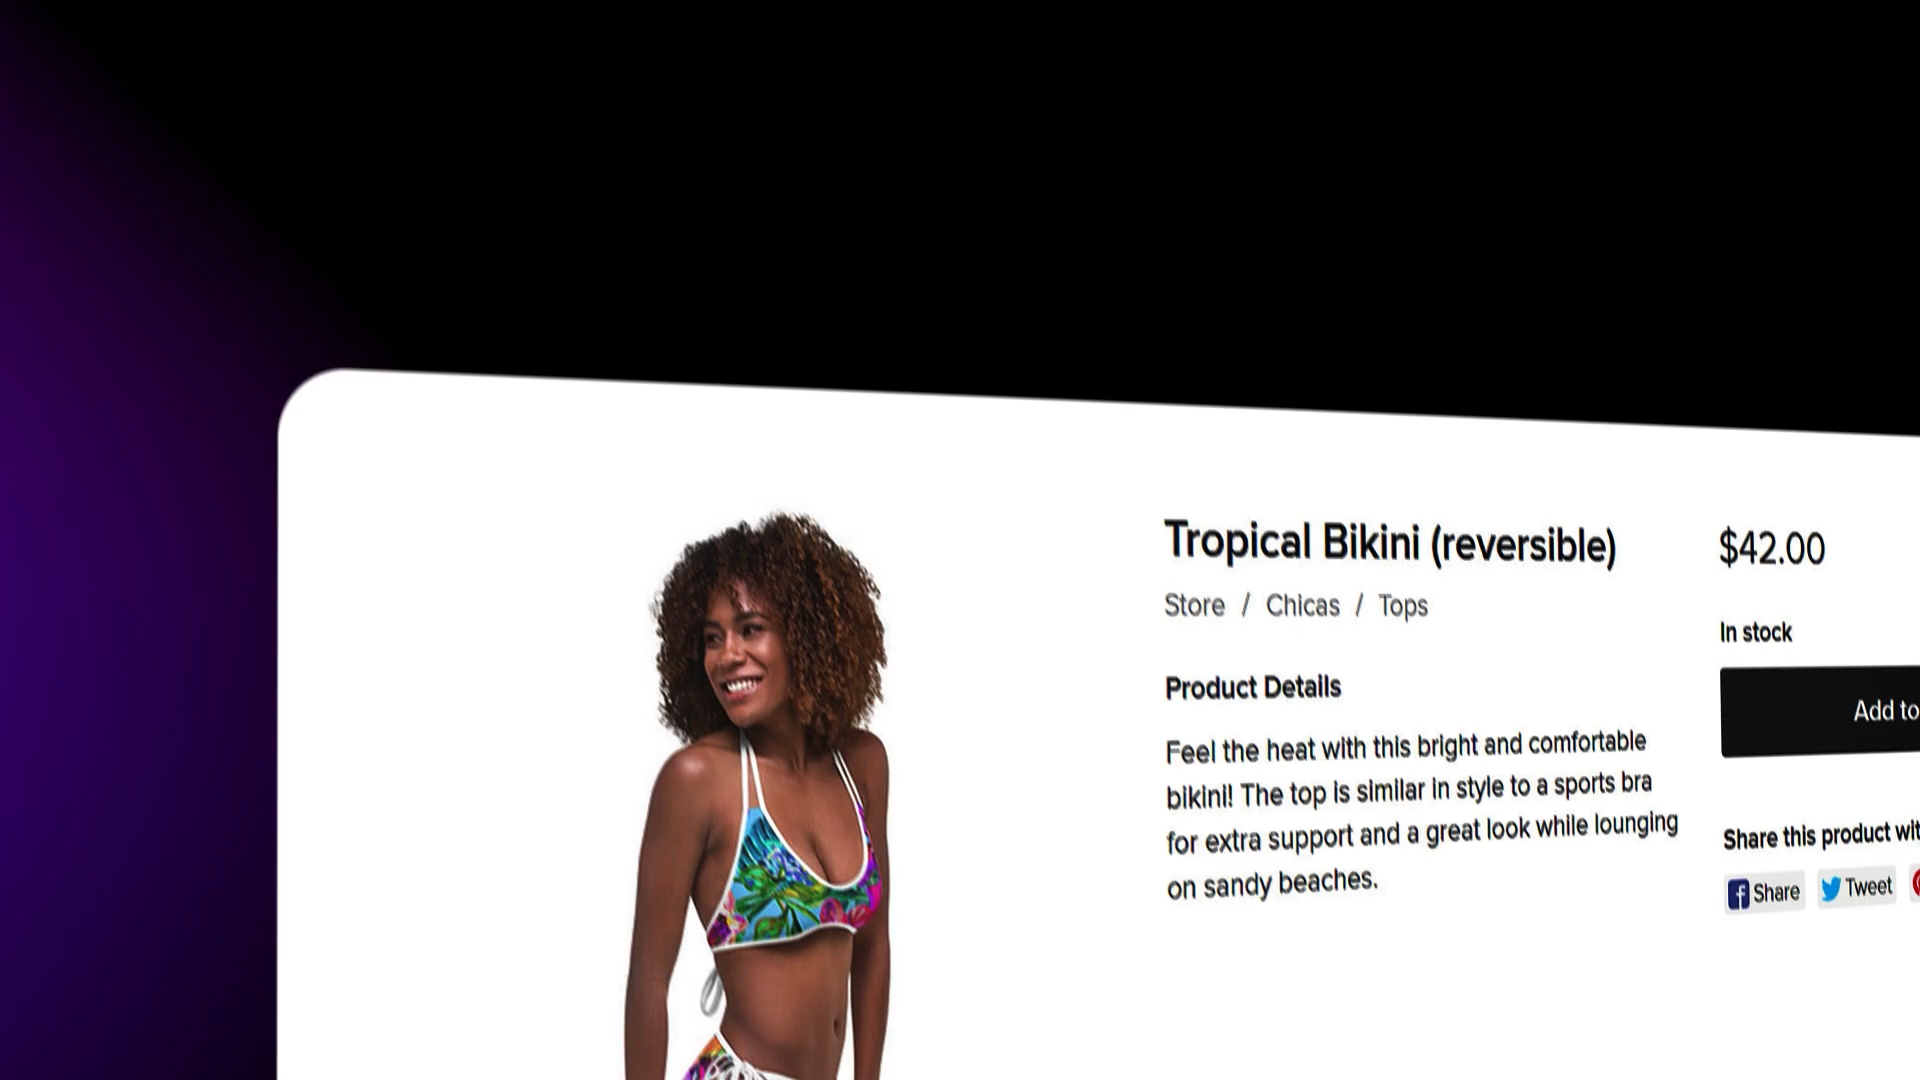 Tropical Bikini (reversible)
$42.00
Store / Chicas / Tops
In stock
Product Details
Add to
Feel the heat with this bright and comfortable
bikini! The top is similar in style to a sports bra
for extra support and a great look while lounging
on sandy beaches.
Share this product wit
Share
Tweet